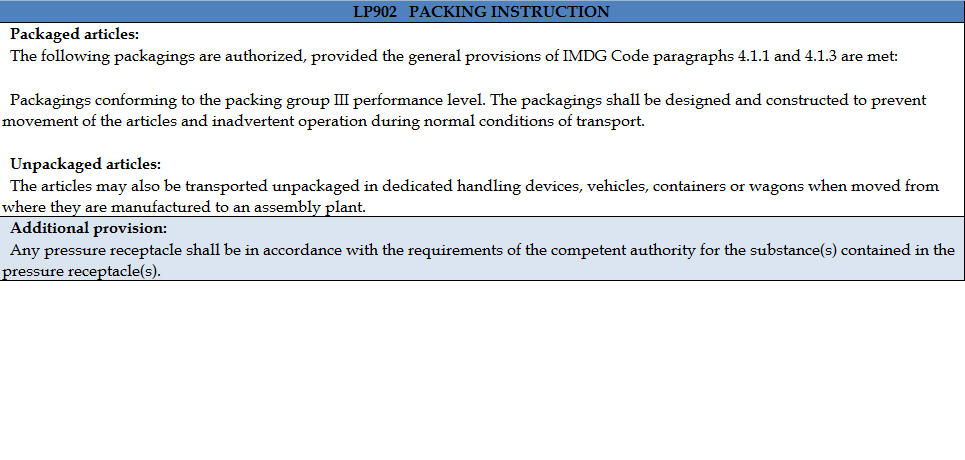 LP902 PACKING INSTRUCTION
Packaged articles:
The following packagings are authorized, provided the general provisions of IMDG Code paragraphs 4.1.1 and 4.1.3 are met:
Packagings conforming to the packing group III performance level. The packagings shall be designed and constructed to prevent
movement of the articles and inadvertent operation during normal conditions of transport.
Unpackaged articles:
The articles may also be transported unpackaged in dedicated handling devices, vehicles, containers or wagons when moved from
where they are manufactured to an assembly plant.
Additional provision:
Any pressure receptacle shall be in accordance with the requirements of the competent authority for the substance(s) contained in the
pressure receptacle(s).